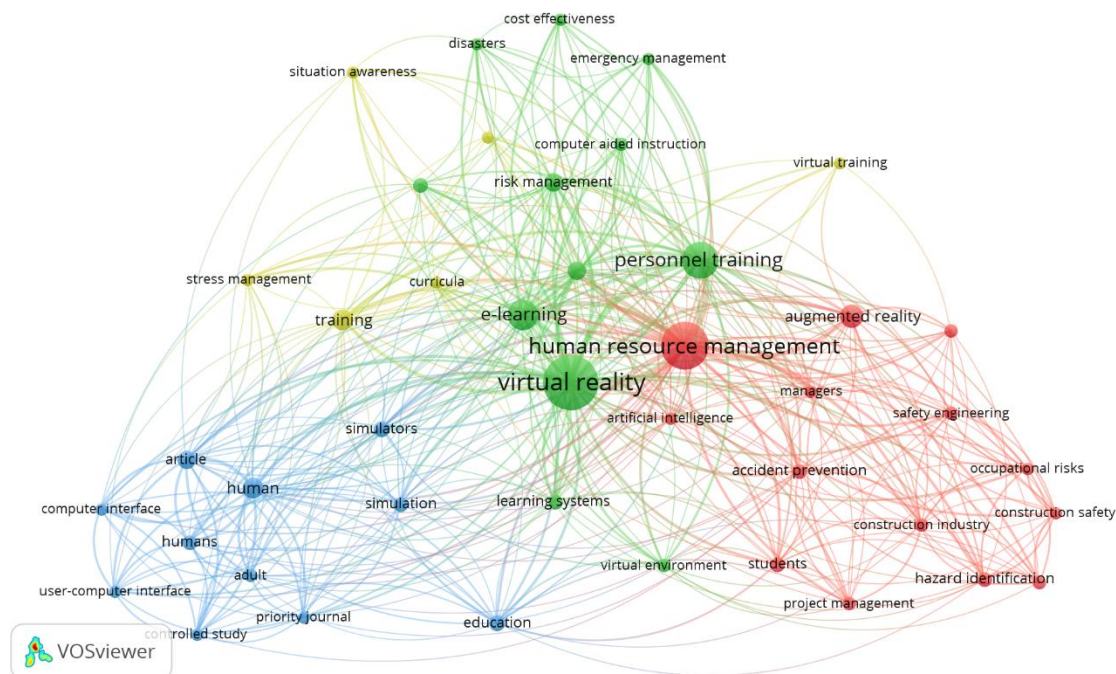 cost effectiveness
disasters
emergency management
situation awareness
computer aided instruction
virtual training
risk management
personnel training
stress management
curricula
e-learning
training
augmented reality
human resource management
virtual reality
managers
artificial intelligence
safety engineering
simulators
article
accident prevention
occupational risks
human
simulation
learning systems
computer interface
construction safety
construction industry
humans
virtual environment
students
adult
hazard identification
user-computer interface
priority journal
project management
education
controlled study
VOSviewer